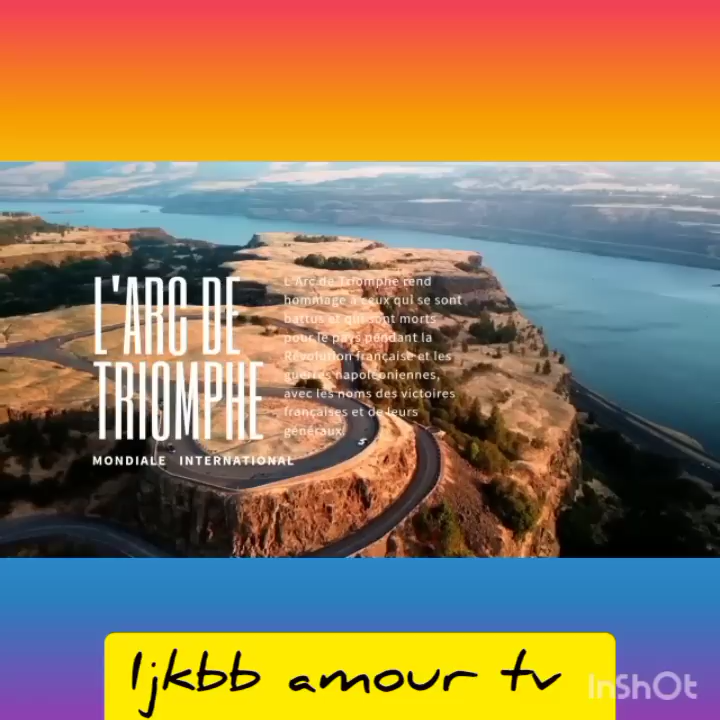 L'ARC DE
TRIOMPHE
MONDIALE INTERNATIONAL
L'Arc de Triomphe rend
hommage à ceux qui se sont
battus et qui sont morts
pour le pays pendant la
Révolution française et les
guerres napoléoniennes,
avec les noms des victoires
françaises et de leurs
généraux
Ijkbb amour tv
InShOt